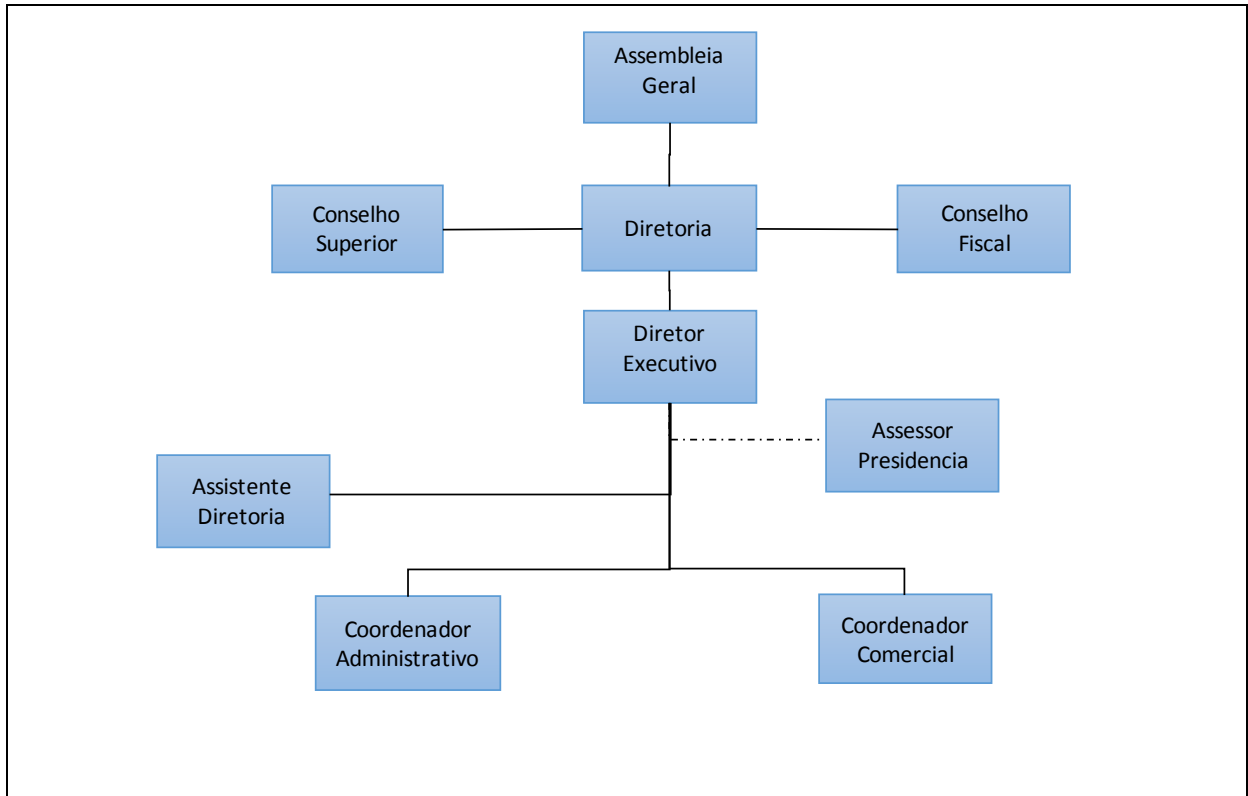 Assembleia
Geral
Conselho
Superior
Diretoria
Conselho
Fiscal
Diretor
Executivo
Assessor
Presidencia
Assistente
Diretoria
Coordenador
Administrativo
Coordenador
Comercial